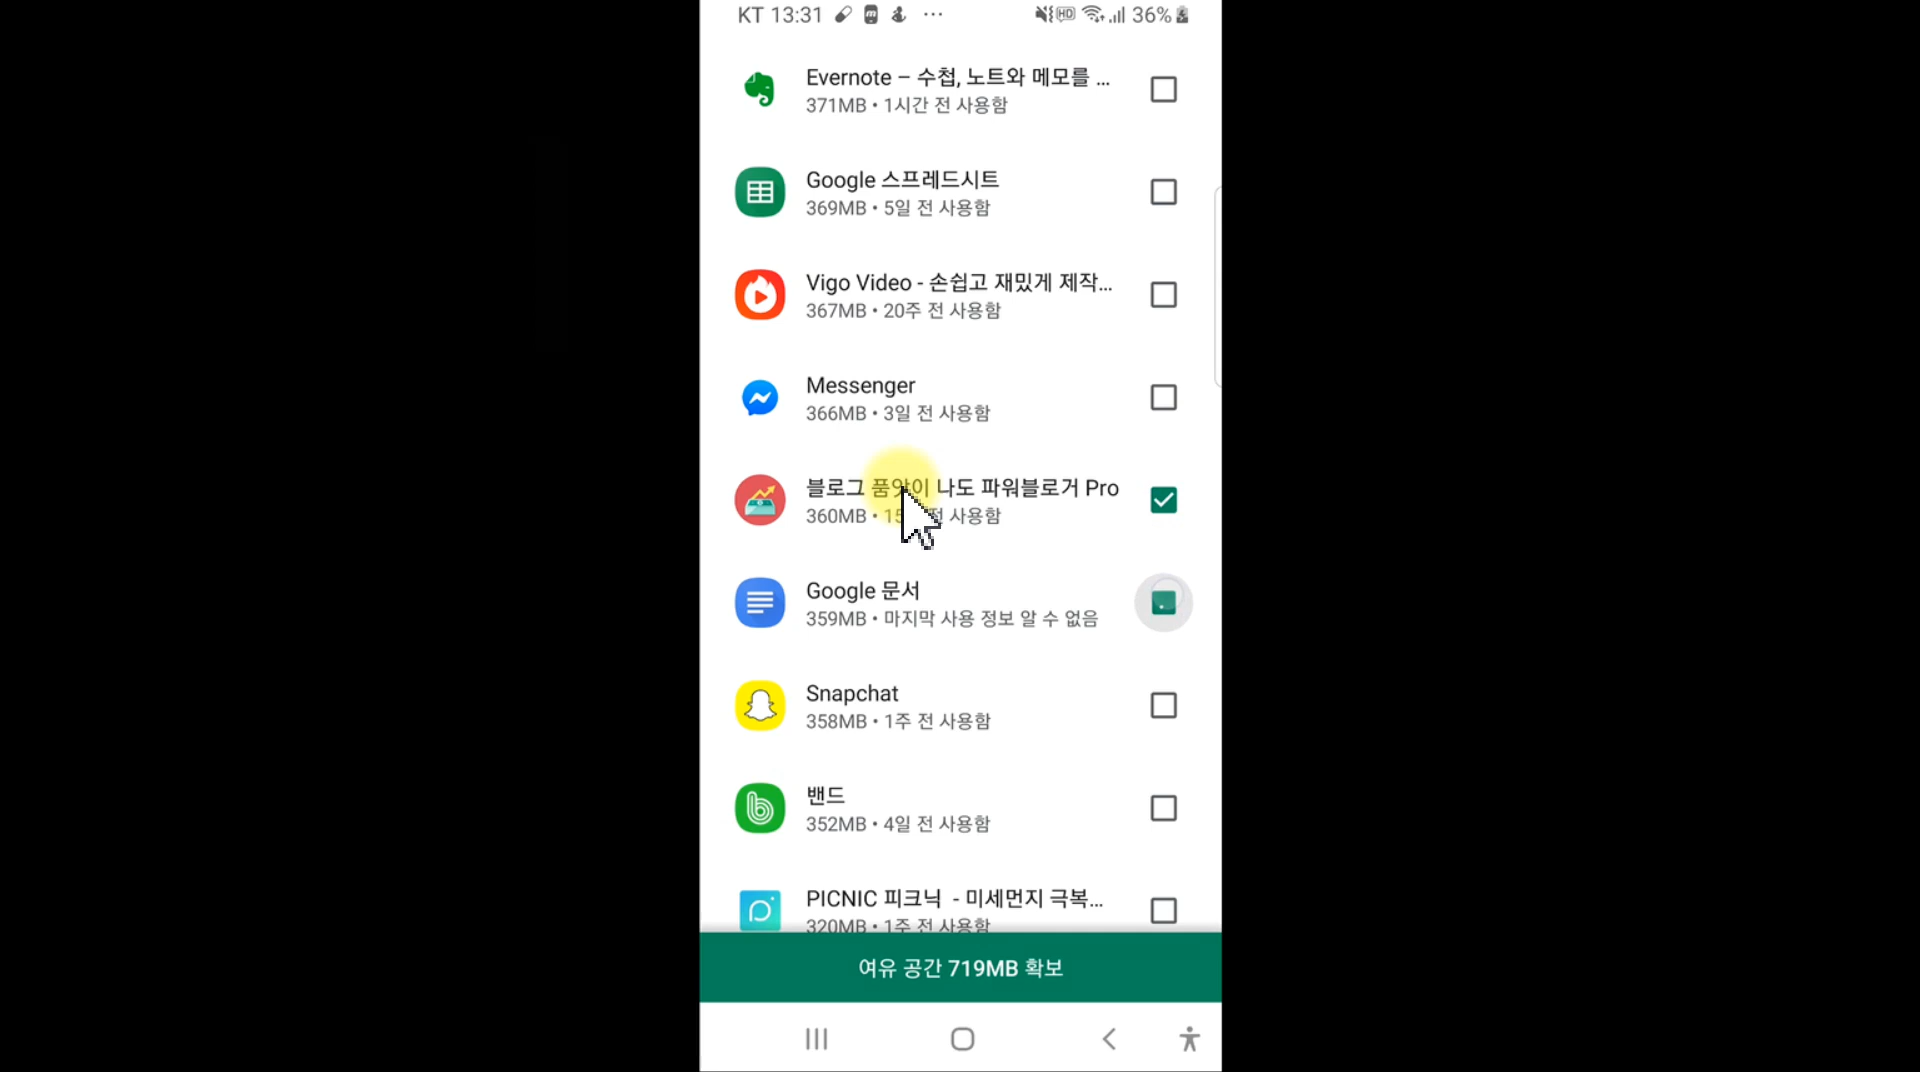 KT 13:31 ... HD 36%
Evernote – 수첩, 노트와 메모를 ...
371MB • 1시간 전 사용함
Google 스프레드시트
369MB • 5일 전 사용함
Vigo Video - 손쉽고 재밌게 제작...
367MB • 20주 전 사용함
Messenger
366MB • 3일 전 사용함
블로그 품앗이 나도 파워블로거 Pro
360MB • 전 사용함
Google 문서
359MB • 마지막 사용 정보 알 수 없음
Snapchat
358MB • 1주 전 사용함
밴드
352MB • 4일 전 사용함
PICNIC 피크닉 - 미세먼지 극복...
320MB • 1주 전 사용함
여유 공간 719MB 확보